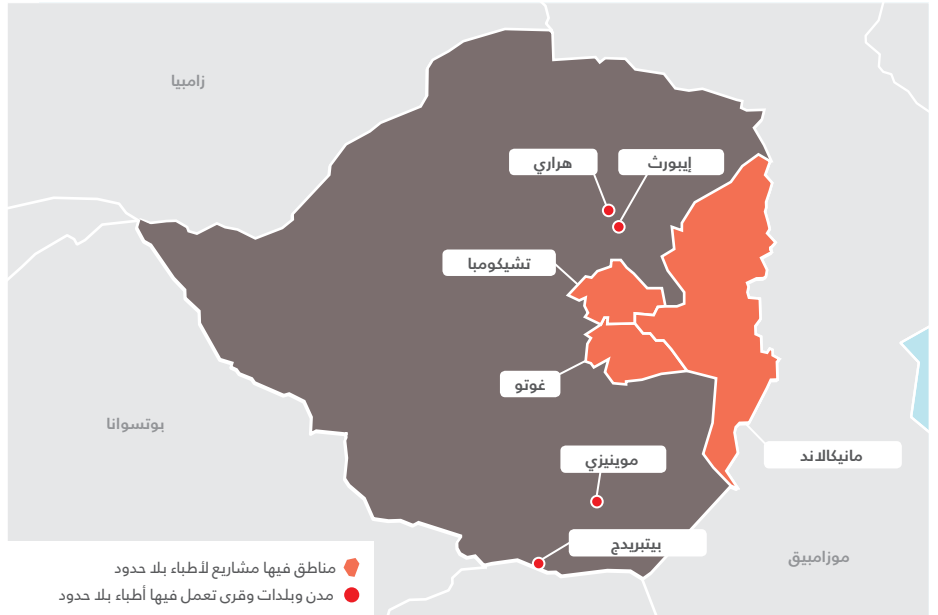 زامبيا
إيبورث
هراري
تشيكومبا
غوتو
بوتسوانا
مانيكالاند
موينيزي
بيتبريدج
موزامبيق
مناطق فيها مشاريع لأطباء بلا حدود
مدن وبلدات وقرى تعمل فيها أطباء بلا حدود